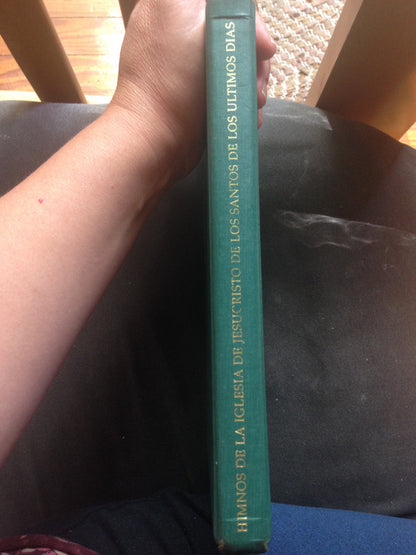 HIMNOS DE LA IGLESIA DE JESUCRISTO DE LOS SANTOS DE LOS ULTIMOS DIAS